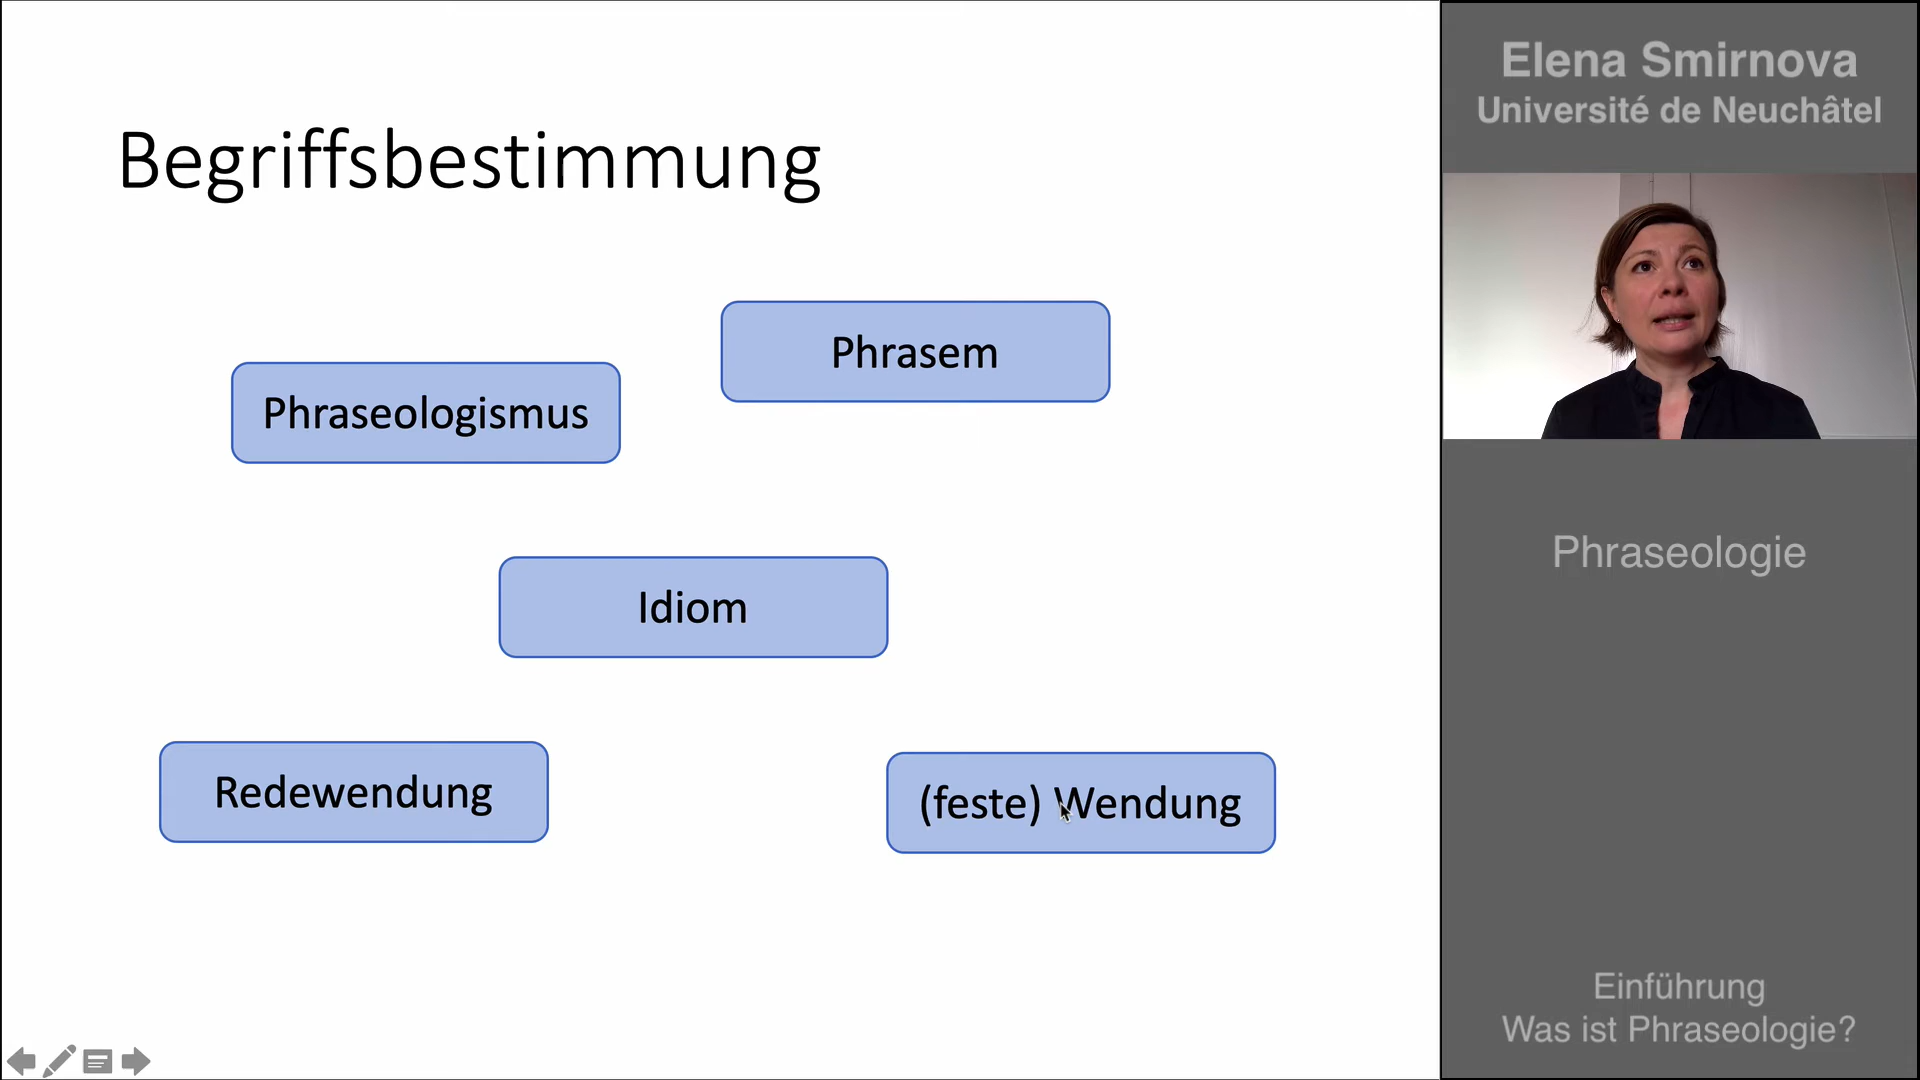 Begriffsbestimmung
Phrasem
Phraseologismus
Idiom
Redewendung
(feste) Wendung
Elena Smirnova
Université de Neuchâtel
Phraseologie
Einführung
Was ist Phraseologie?